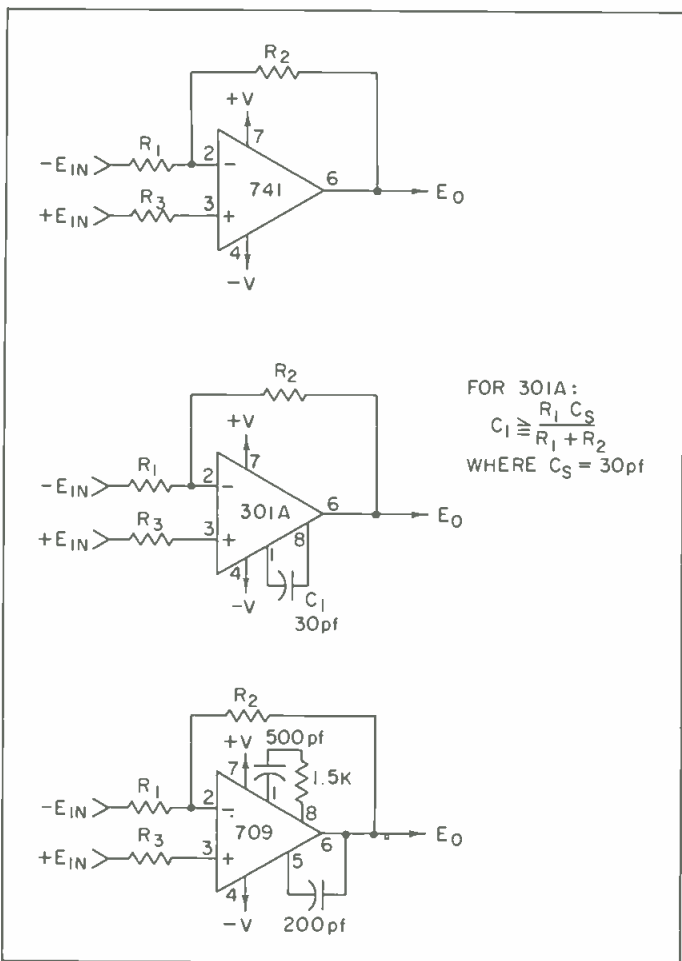 R2
+V
7
R1
-EIN
2
-
6
741
EO
R3
+EIN
3
+
4
-V
R2
+V
7
R1
-EIN
2
-
6
301A
EO
R3
+EIN
3
+
8
1
4
-V
C1
30pf
FOR 301A:
C1 ≧ R1 CS
R1 + R2
WHERE CS = 30pf
R2
+V
500pf
7
1.5K
1
R1
-EIN
2
-
8
709
6
EO
R3
+EIN
3
+
5
4
-V
200pf